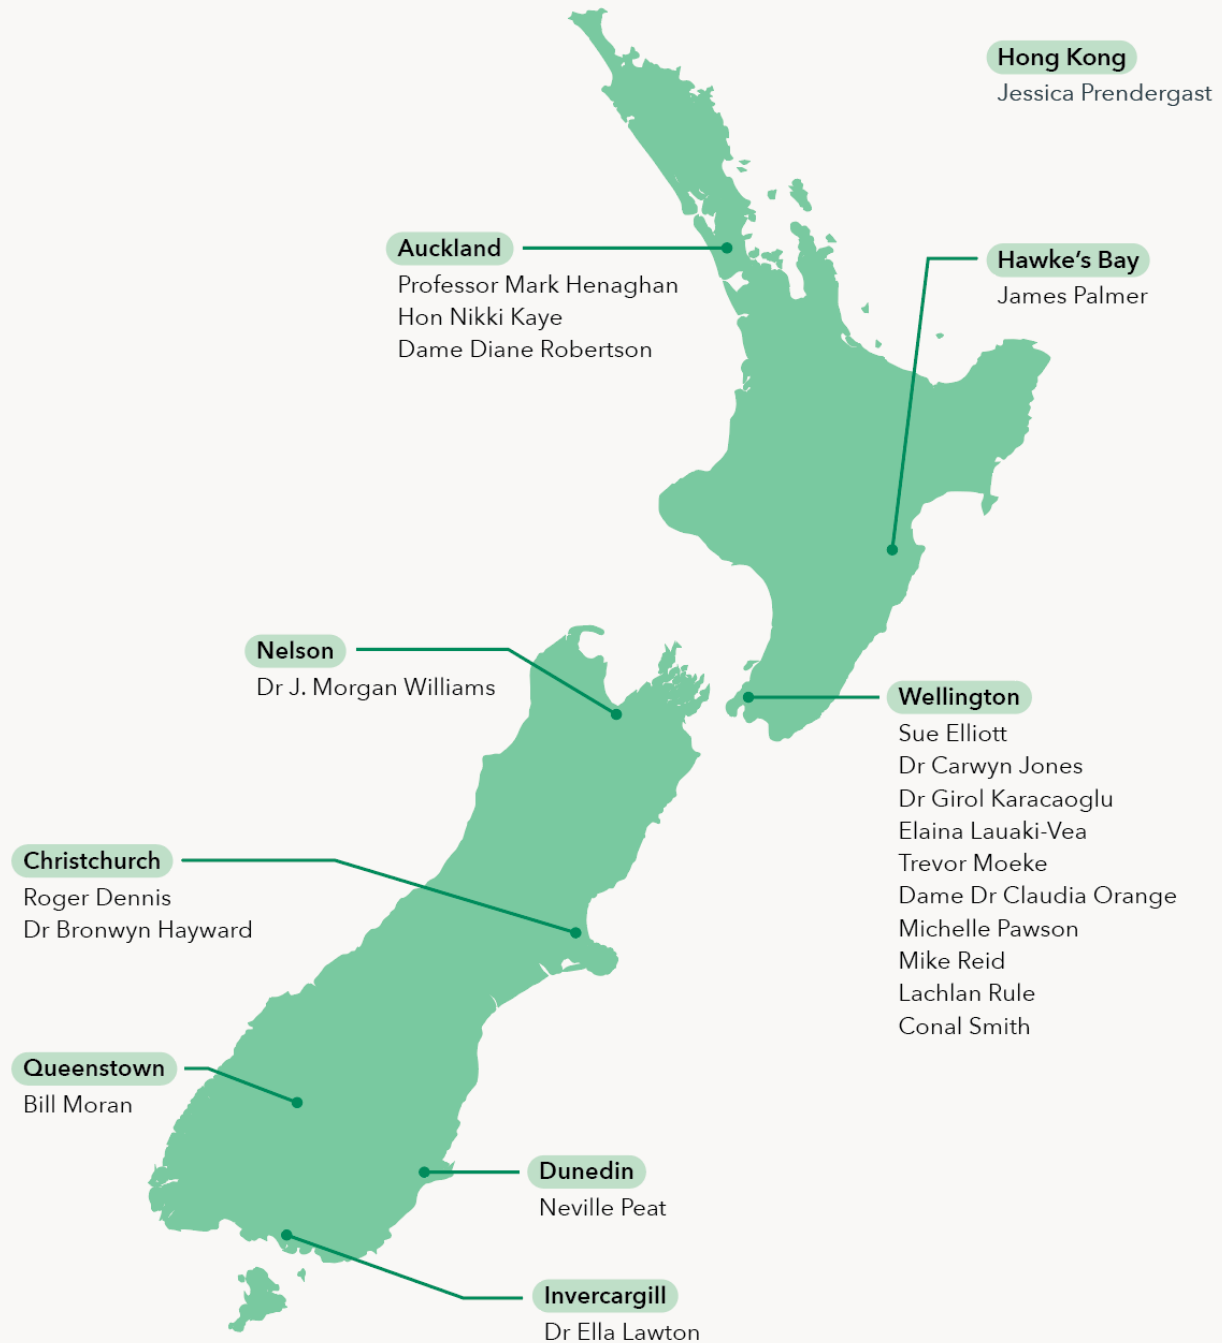 Hong Kong
Jessica Prendergast
Auckland
Professor Mark Henaghan
Hon Nikki Kaye
Dame Diane Robertson
Hawke’s Bay
James Palmer
Nelson
Dr J. Morgan Williams
Wellington
Sue Elliott
Dr Carwyn Jones
Dr Girol Karacaoglu
Elaina Lauaki-Vea
Trevor Moeke
Dame Dr Claudia Orange
Michelle Pawson
Mike Reid
Lachlan Rule
Conal Smith
Christchurch
Roger Dennis
Dr Bronwyn Hayward
Queenstown
Bill Moran
Dunedin
Neville Peat
Invercargill
Dr Ella Lawton